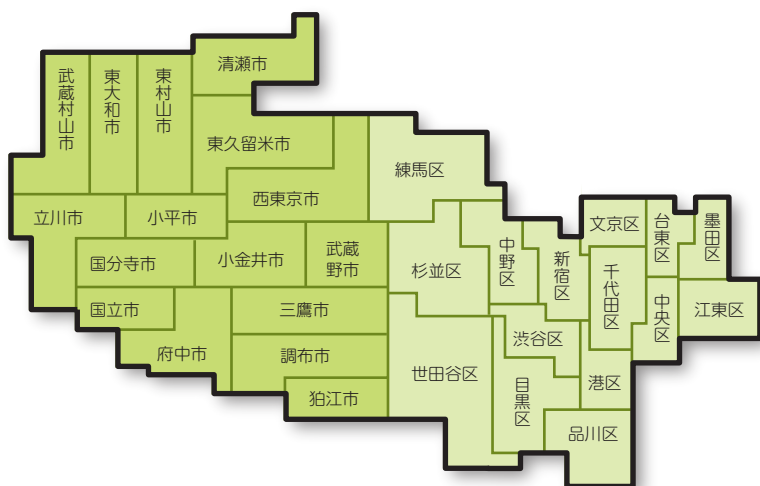 清瀬市
武蔵村山市
東大和市
東村山市
東久留米市
練馬区
西東京市
立川市
小平市
文京区
台東区
墨田区
国分寺市
小金井市
武蔵野市
杉並区
中野区
新宿区
千代田区
中央区
江東区
国立市
三鷹市
渋谷区
府中市
調布市
世田谷区
目黒区
港区
狛江市
品川区